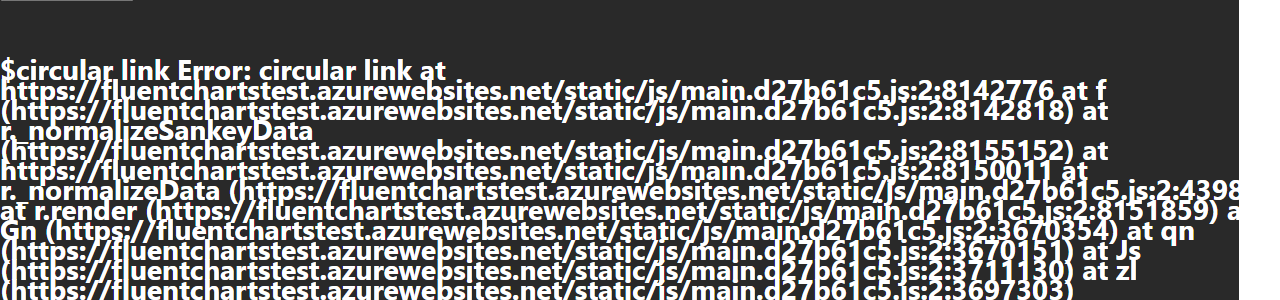 $circular link Error: circular link at
https://fluentchartstest.azurewebsites.net/static/js/main.d27b61c5.js:2:8142776 at f
(https://fluentchartstest.azurewebsites.net/static/js/main.d27b61c5.js:2:8142818) at
r._normalizeSankeyData
(https://fluentchartstest.azurewebsites.net/static/js/main.d27b61c5.js:2:8155152) at
https://fluentchartstest.azurewebsites.net/static/js/main.d27b61c5.js:2:8150011 at
r._normalizeData (https://fluentchartstest.azurewebsites.net/static/js/main.d27b61c5.js:2:4398
at r.render (https://fluentchartstest.azurewebsites.net/static/js/main.d27b61c5.js:2:8151859) a
Gn (https://fluentchartstest.azurewebsites.net/static/js/main.d27b61c5.js:2:3670354) at qn
(https://fluentchartstest.azurewebsites.net/static/js/main.d27b61c5.js:2:3670151) at Js
(https://fluentchartstest.azurewebsites.net/static/js/main.d27b61c5.js:2:3711130) at zl
(https://fluentchartstest.azurewebsites.net/static/js/main.d27b61c5.js:2:3697303)